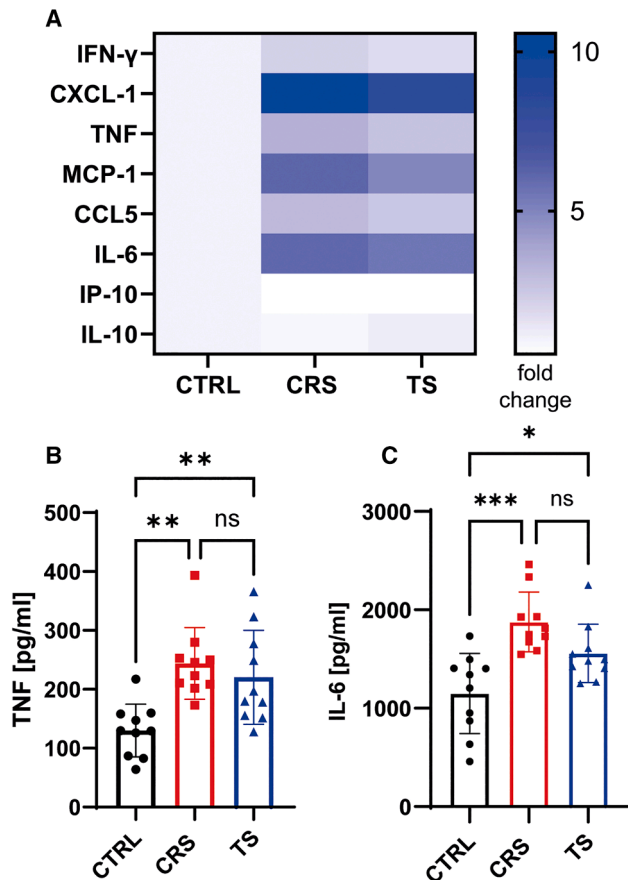 A
IFN-γ
CXCL-1
TNF
MCP-1
CCL5
IL-6
IP-10
IL-10
CTRL CRS TS
10
5
fold
change
B
**
** ns
500
400
300
200
100
0
TNF [pg/ml]
CTRL CRS TS
C
*
*** ns
3000
2000
1000
0
IL-6 [pg/ml]
CTRL CRS TS